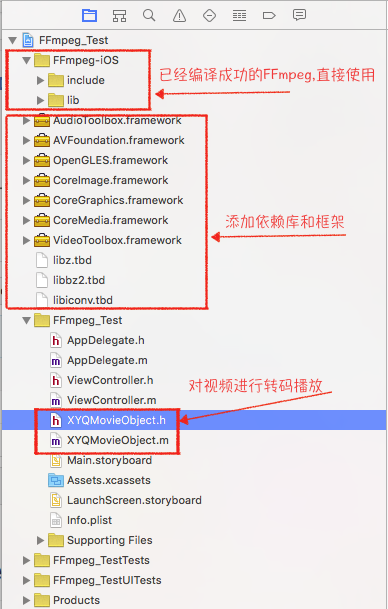 FFmpeg_Test
FFmpeg-iOS
include
lib
已经编译成功的FFmpeg,直接使用
AudioToolbox.framework
AVFoundation.framework
OpenGLES.framework
CoreImage.framework
CoreGraphics.framework
CoreMedia.framework
VideoToolbox.framework
添加依赖库和框架
libz.tbd
libbz2.tbd
libiconv.tbd
FFmpeg_Test
h AppDelegate.h
m AppDelegate.m
h ViewController.h
m ViewController.m
对视频进行转码播放
h XYQMovieObject.h
m XYQMovieObject.m
Main.storyboard
Assets.xcassets
LaunchScreen.storyboard
Info.plist
Supporting Files
FFmpeg_TestTests
FFmpeg_TestUITests
Products